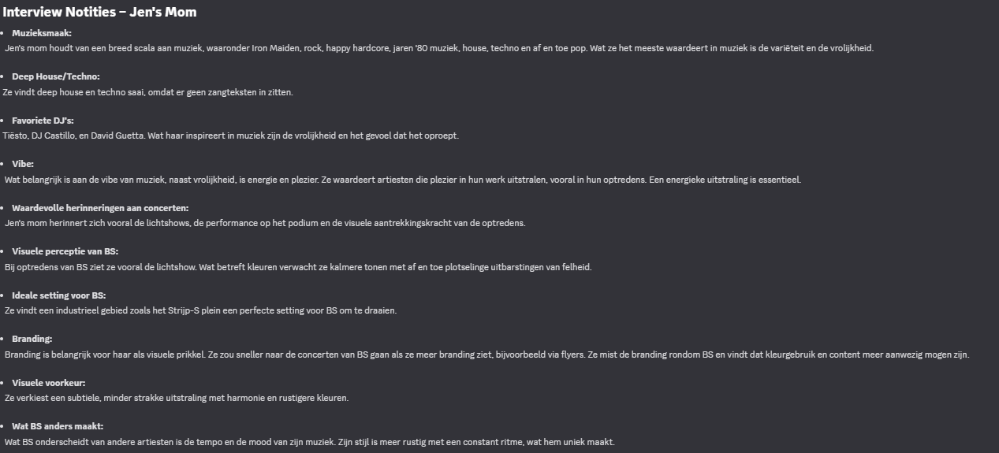 Interview Notities – Jen's Mom
• Muzieksmaak:
Jen's mom houdt van een breed scala aan muziek, waaronder Iron Maiden, rock, happy hardcore, jaren '80 muziek, house, techno en af en toe pop. Wat ze het meeste waardeert in muziek is de variëteit en de vrolijkheid.
• Deep House/Techno:
Ze vindt deep house en techno saai, omdat er geen zangteksten in zitten.
• Favoriete DJ's:
Tiësto, DJ Castillo, en David Guetta. Wat haar inspireert in muziek zijn de vrolijkheid en het gevoel dat het oproept.
• Vibe:
Wat belangrijk is aan de vibe van muziek, naast vrolijkheid, is energie en plezier. Ze waardeert artiesten die plezier in hun werk uitstralen, vooral in hun optredens. Een energieke uitstraling is essentieel.
• Waardevolle herinneringen aan concerten:
Jen's mom herinnert zich vooral de lichtshows, de performance op het podium en de visuele aantrekkingskracht van de optredens.
• Visuele perceptie van BS:
Bij optredens van BS ziet ze vooral de lichtshow. Wat betreft kleuren verwacht ze kalmere tonen met af en toe plotselinge uitbarstingen van felheid.
• Ideale setting voor BS:
Ze vindt een industrieel gebied zoals het Strijp-S plein een perfecte setting voor BS om te draaien.
• Branding:
Branding is belangrijk voor haar als visuele prikkel. Ze zou sneller naar de concerten van BS gaan als ze meer branding ziet, bijvoorbeeld via flyers. Ze mist de branding rondom BS en vindt dat kleurgebruik en content meer aanwezig mogen zijn.
• Visuele voorkeur:
Ze verkiest een subtiele, minder strakke uitstraling met harmonie en rustigere kleuren.
• Wat BS anders maakt:
Wat BS onderscheidt van andere artiesten is de tempo en de mood van zijn muziek. Zijn stijl is meer rustig met een constant ritme, wat hem uniek maakt.